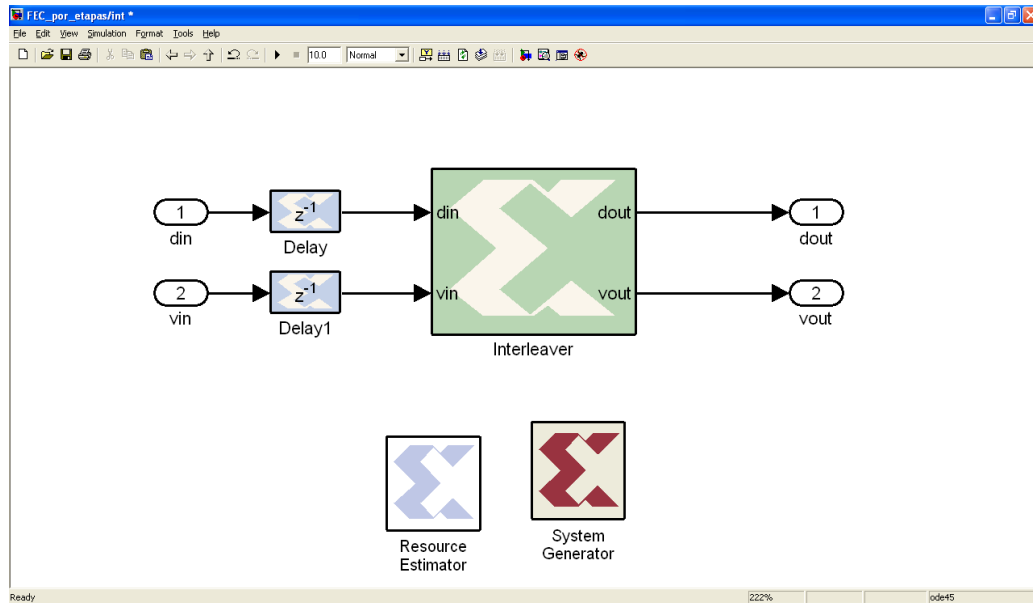 FEC_por_etapas/int *
File Edit View Simulation Format Tools Help
10.0 Normal
1 z-1 din dout 1
din Delay dout
2 z-1 vin vout 2
vin Delay1 vout
Interleaver
Resource
Estimator
System
Generator
Ready 222% ode45